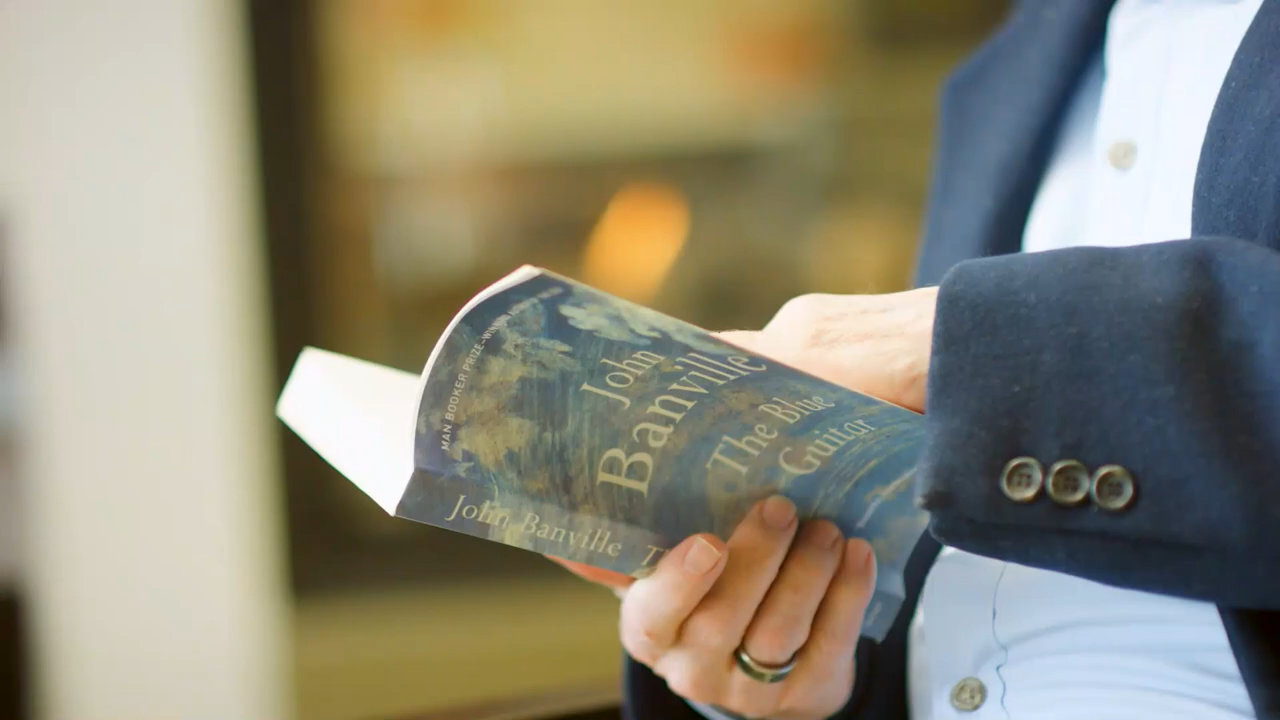 MAN BOOKER PRIZE-WINNING
John
Banville
The Blue
Guitar
John Banville